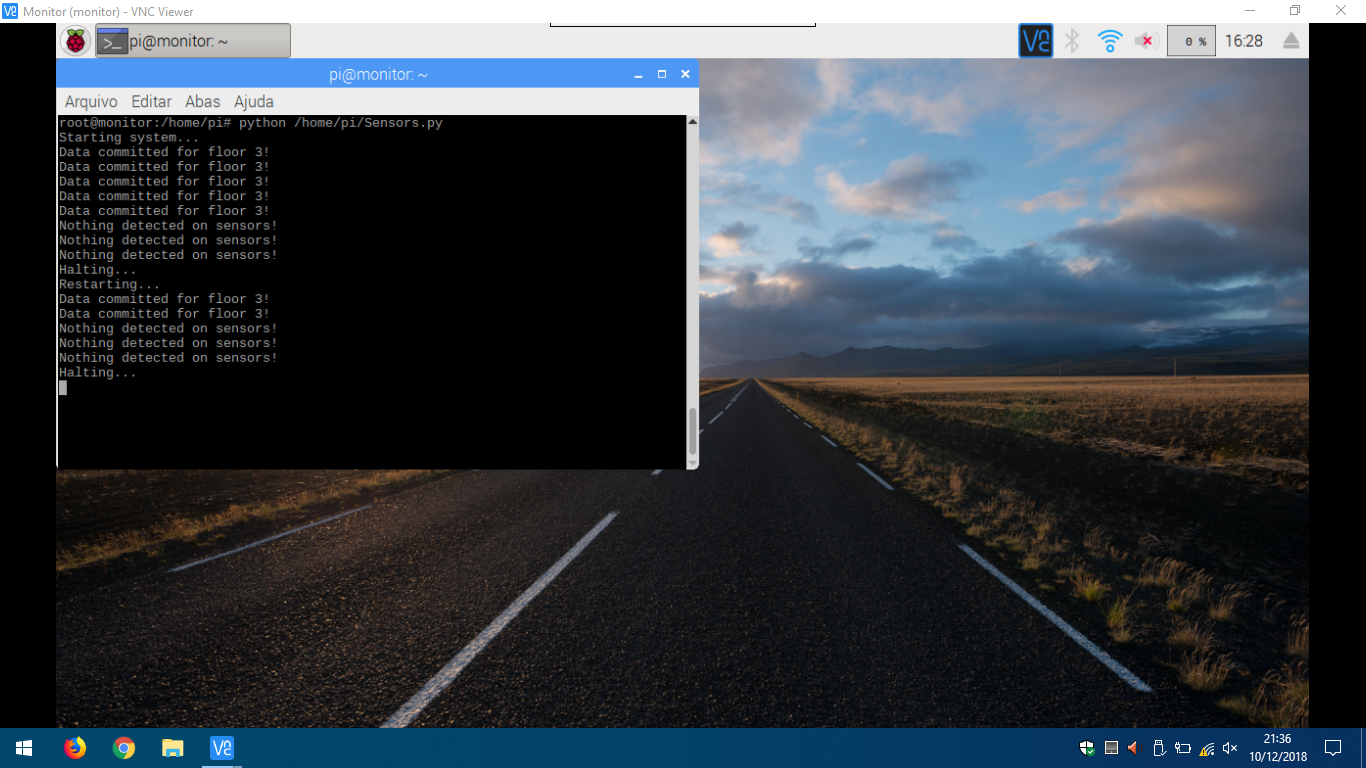 Monitor (monitor) - VNC Viewer
pi@monitor: ~
0 %
16:28
pi@monitor: ~
Arquivo Editar Abas Ajuda
root@monitor:/home/pi# python /home/pi/Sensors.py
Starting system...
Data committed for floor 3!
Data committed for floor 3!
Data committed for floor 3!
Data committed for floor 3!
Data committed for floor 3!
Nothing detected on sensors!
Nothing detected on sensors!
Nothing detected on sensors!
Halting...
Restarting...
Data committed for floor 3!
Data committed for floor 3!
Nothing detected on sensors!
Nothing detected on sensors!
Nothing detected on sensors!
Halting...
21:36
10/12/2018